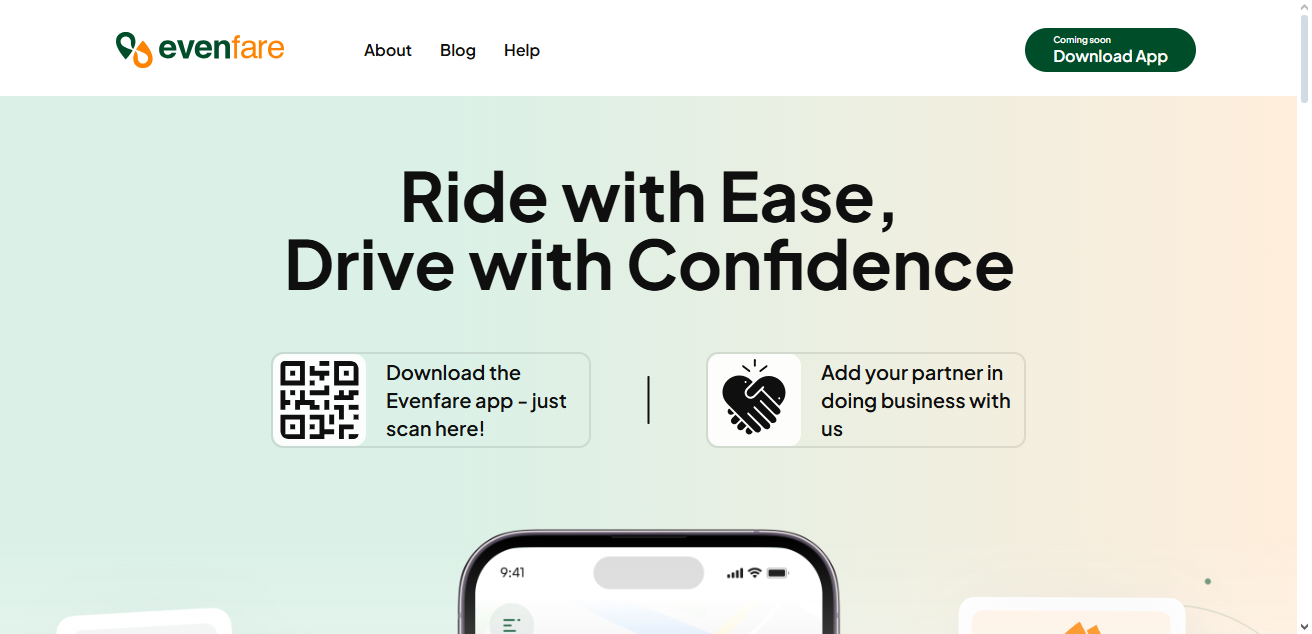 evenfare
About
Blog
Help
Coming soon
Download App
Ride with Ease,
Drive with Confidence
Download the
Evenfare app - just
scan here!
Add your partner in
doing business with
us
9:41